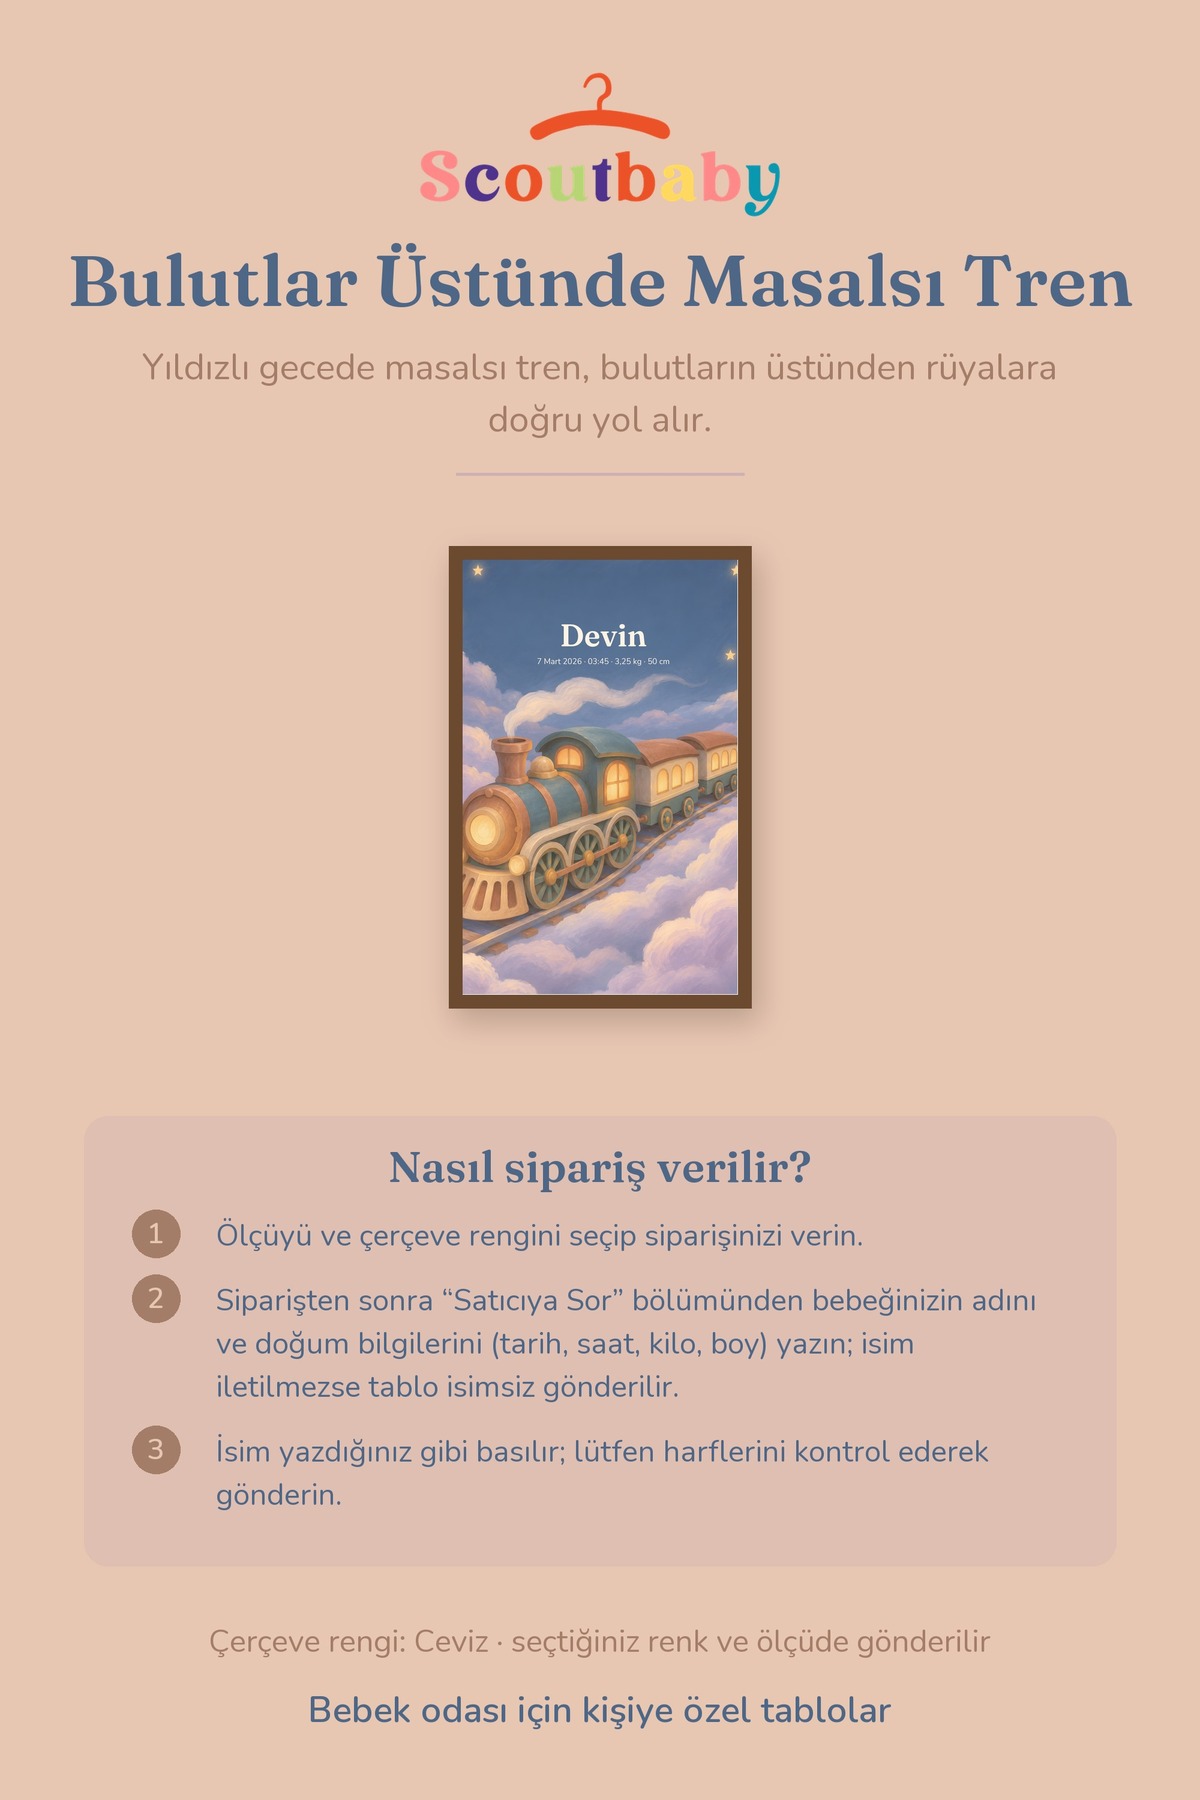 Scoutbaby
Bulutlar Üstünde Masalsı Tren
Yıldızlı gecede masalsı tren, bulutların üstünden rüyalara
doğru yol alır.
Devin
7 Mart 2026 · 03:45 · 3,25 kg · 50 cm
Nasıl sipariş verilir?
1 Ölçüyü ve çerçeve rengini seçip siparişinizi verin.
2 Siparişten sonra “Satıcıya Sor” bölümünden bebeğinizin adını
ve doğum bilgilerini (tarih, saat, kilo, boy) yazın; isim
iletilmezse tablo isimsiz gönderilir.
3 İsim yazdığınız gibi basılır; lütfen harflerini kontrol ederek
gönderin.
Çerçeve rengi: Ceviz · seçtiğiniz renk ve ölçüde gönderilir
Bebek odası için kişiye özel tablolar